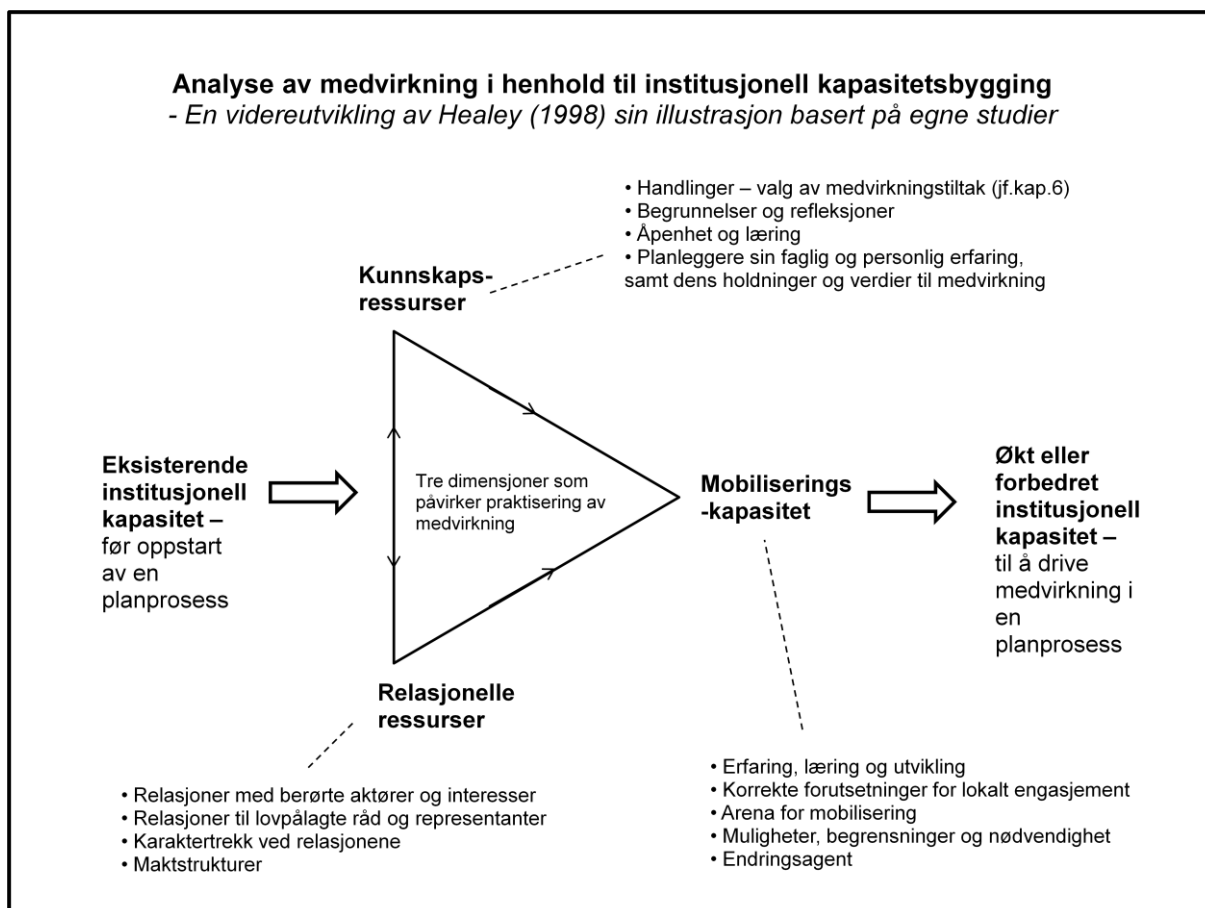 Analyse av medvirkning i henhold til institusjonell kapasitetsbygging
- En videreutvikling av Healey (1998) sin illustrasjon basert på egne studier
• Handlinger – valg av medvirkningstiltak (jf.kap.6)
• Begrunnelser og refleksjoner
• Åpenhet og læring
• Planleggere sin faglig og personlig erfaring,
samt dens holdninger og verdier til medvirkning
Kunnskaps-
ressurser
Eksisterende
institusjonell
kapasitet –
før oppstart
av en
planprosess
Tre dimensjoner som
påvirker praktisering av
medvirkning
Mobiliserings
-kapasitet
Økt eller
forbedret
institusjonell
kapasitet –
til å drive
medvirkning i
en
planprosess
Relasjonelle
ressurser
• Relasjoner med berørte aktører og interesser
• Relasjoner til lovpålagte råd og representanter
• Karaktertrekk ved relasjonene
• Maktstrukturer
• Erfaring, læring og utvikling
• Korrekte forutsetninger for lokalt engasjement
• Arena for mobilisering
• Muligheter, begrensninger og nødvendighet
• Endringsagent